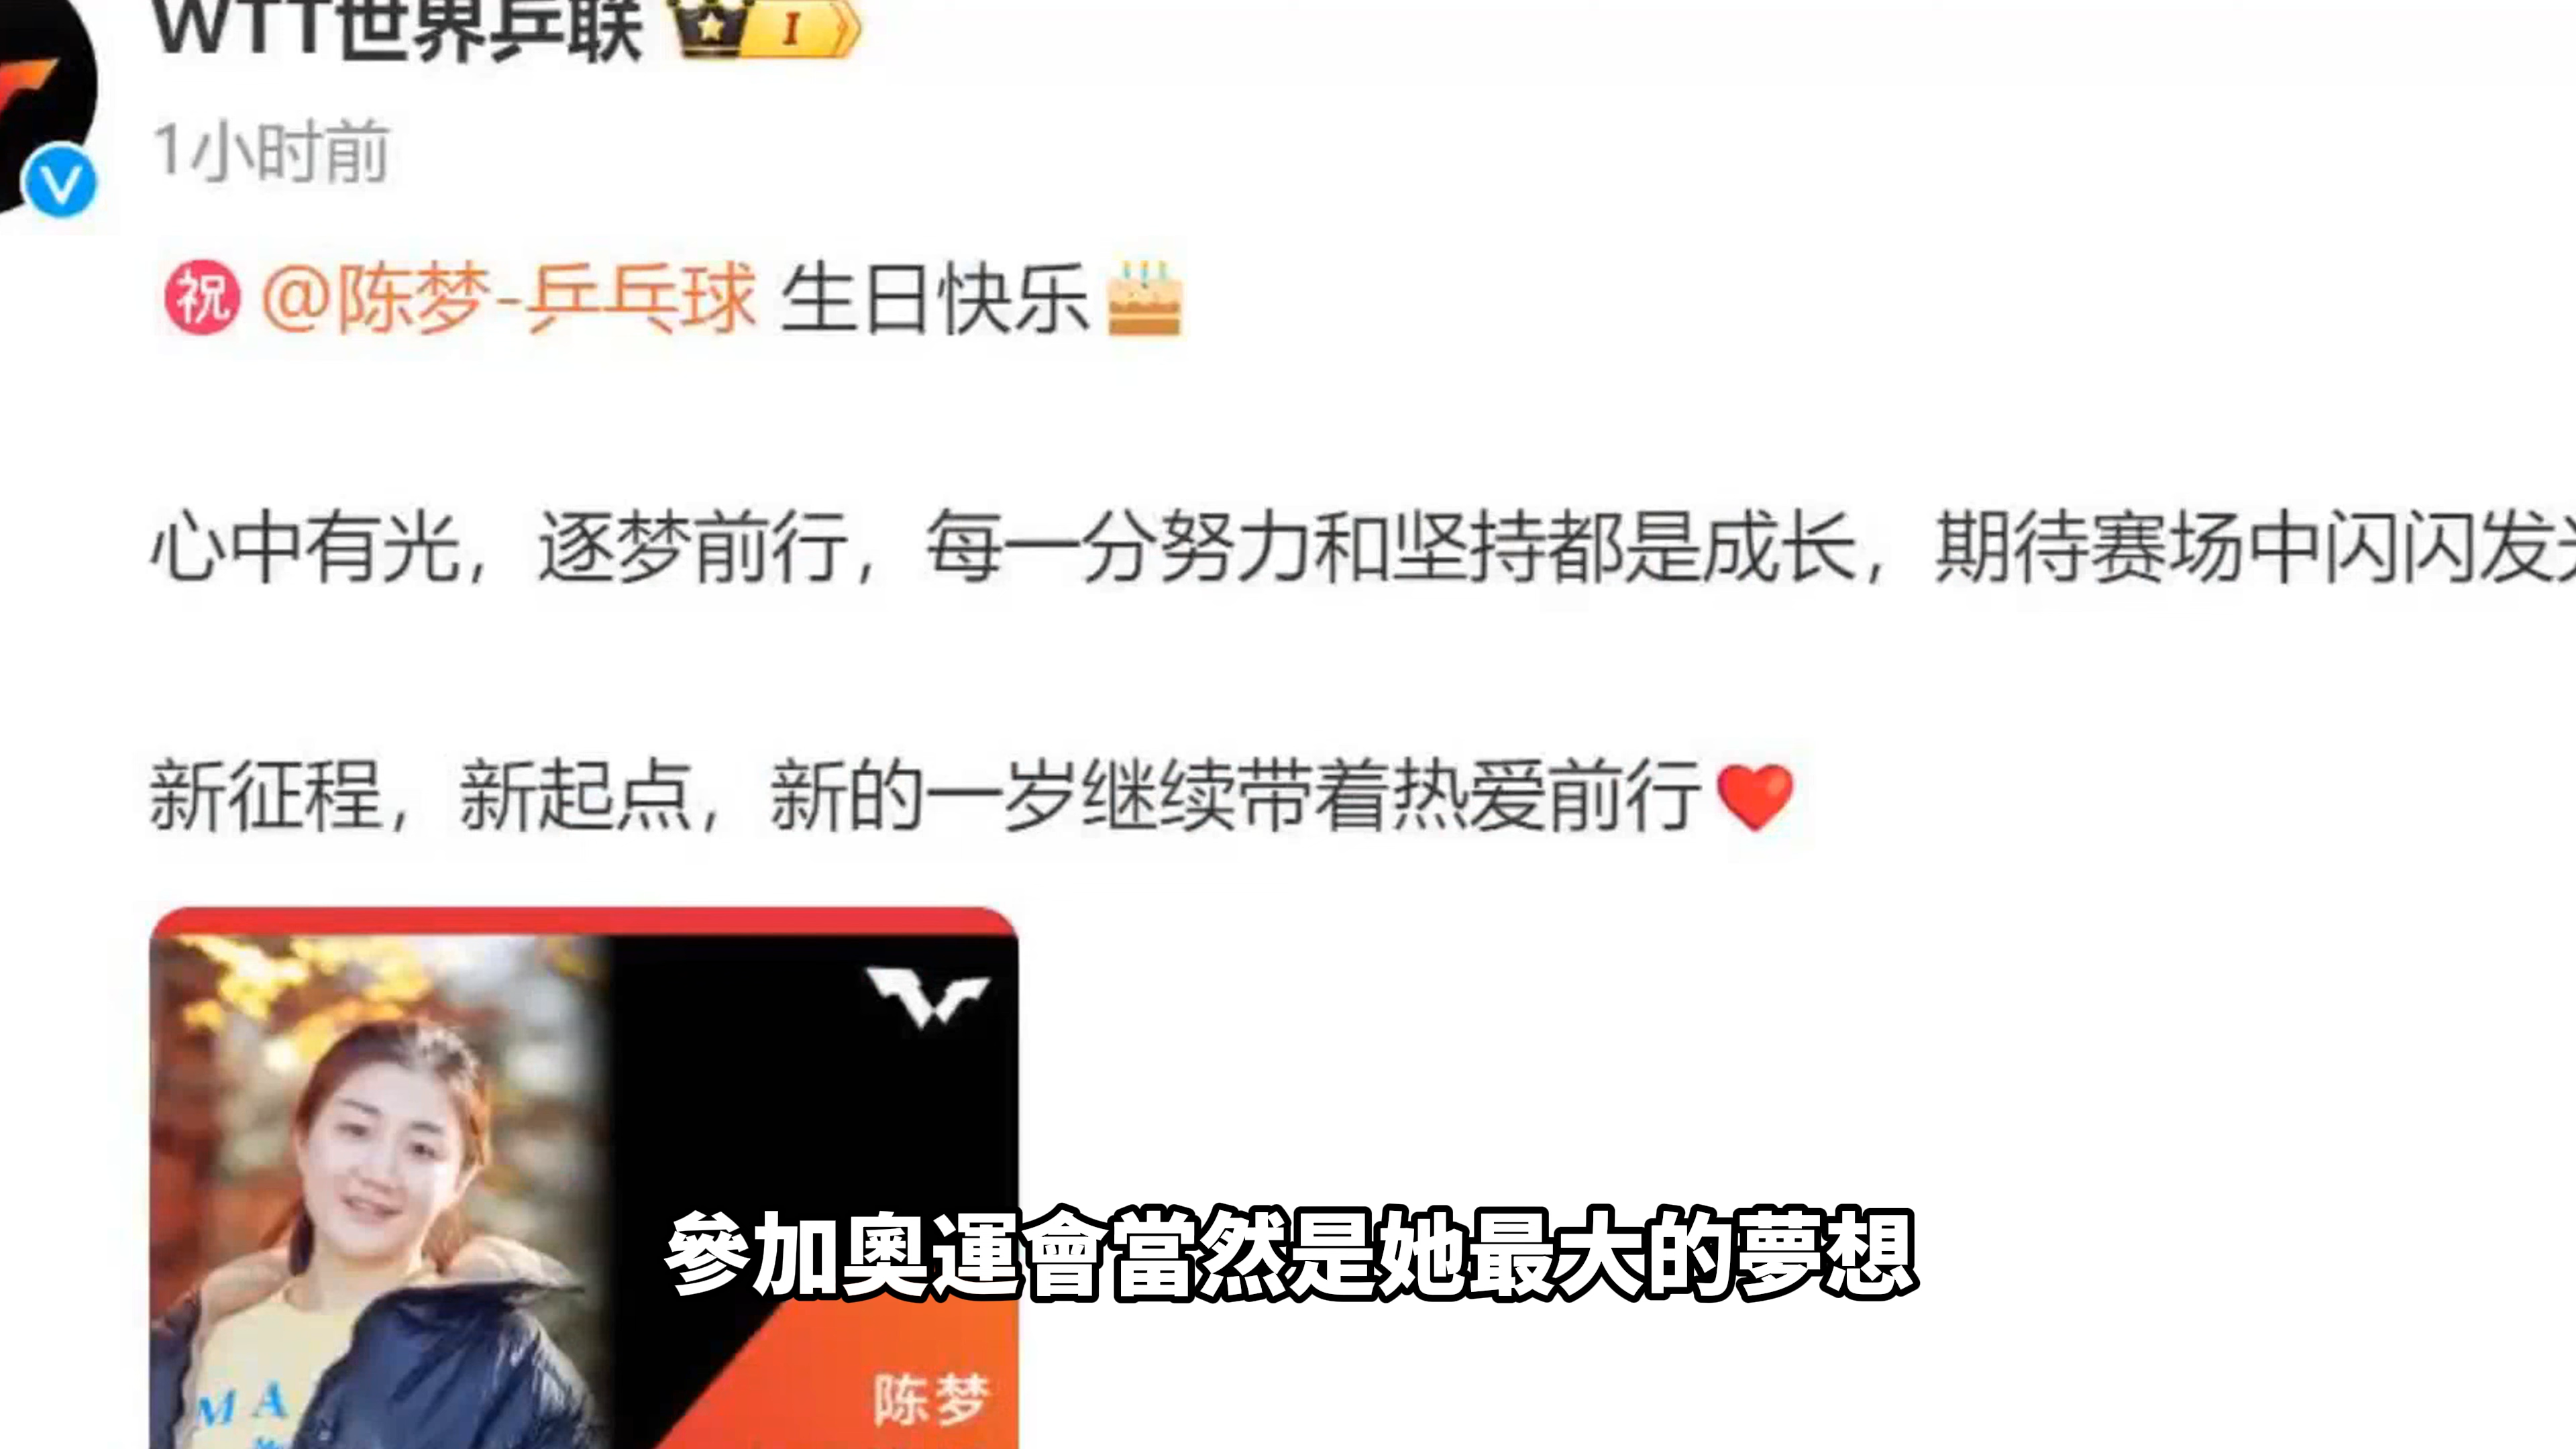 WTT世界乒联
I
1小时前
V
祝 @陈梦-乒乓球 生日快乐
心中有光，逐梦前行，每一分努力和坚持都是成长，期待赛场中闪闪发光
新征程，新起点，新的一岁继续带着热爱前行
參加奧運會當然是她最大的夢想
陈梦
M A